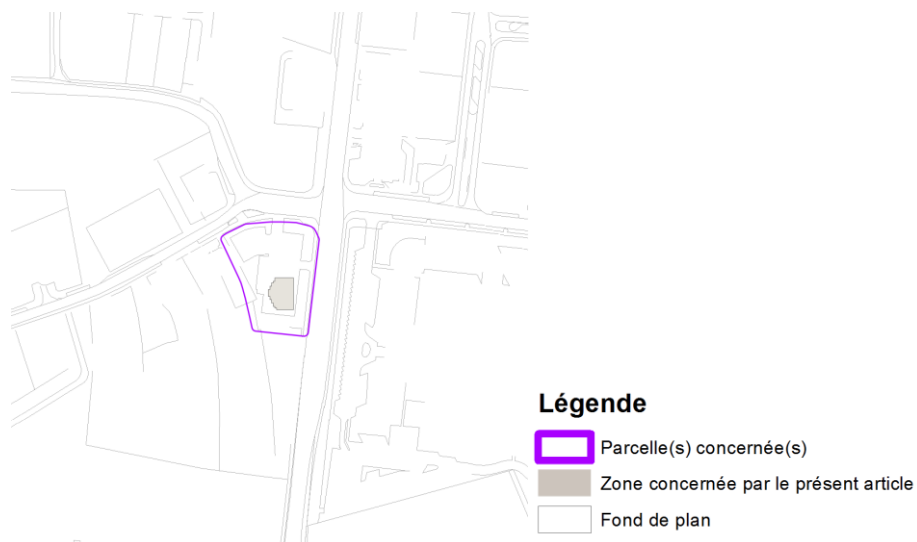 Légende
Parcelle(s) concernée(s)
Zone concernée par le présent article
Fond de plan